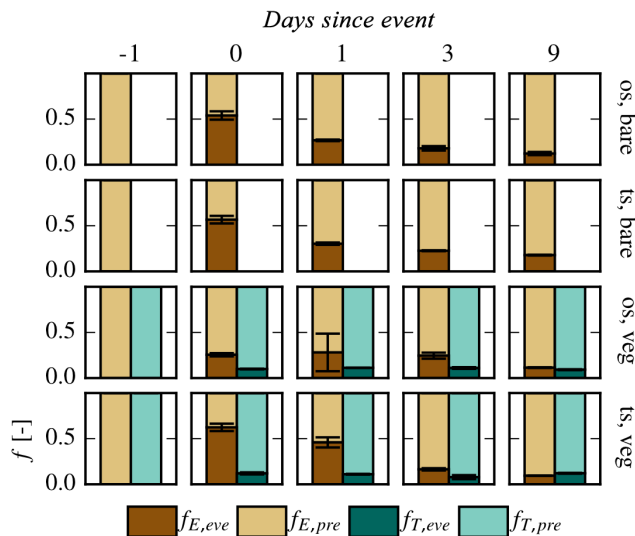 Days since event
-1 0 1 3 9
0.5
0.0
os, bare
0.5
0.0
ts, bare
0.5
0.0
os, veg
0.5
0.0
ts, veg
f [-]
f_E,eve f_E,pre f_T,eve f_T,pre